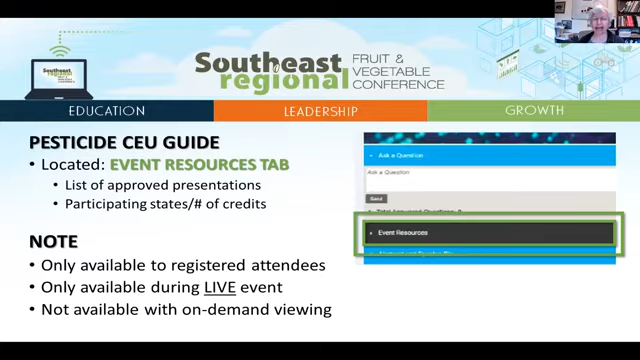 Southeast
regional
FRUIT &
VEGETABLE
CONFERENCE
EDUCATION
LEADERSHIP
GROWTH
PESTICIDE CEU GUIDE
• Located: EVENT RESOURCES TAB
• List of approved presentations
• Participating states/# of credits
NOTE
• Only available to registered attendees
• Only available during LIVE event
• Not available with on-demand viewing
Ask a Question
Ask a Question
Send
Event Resources